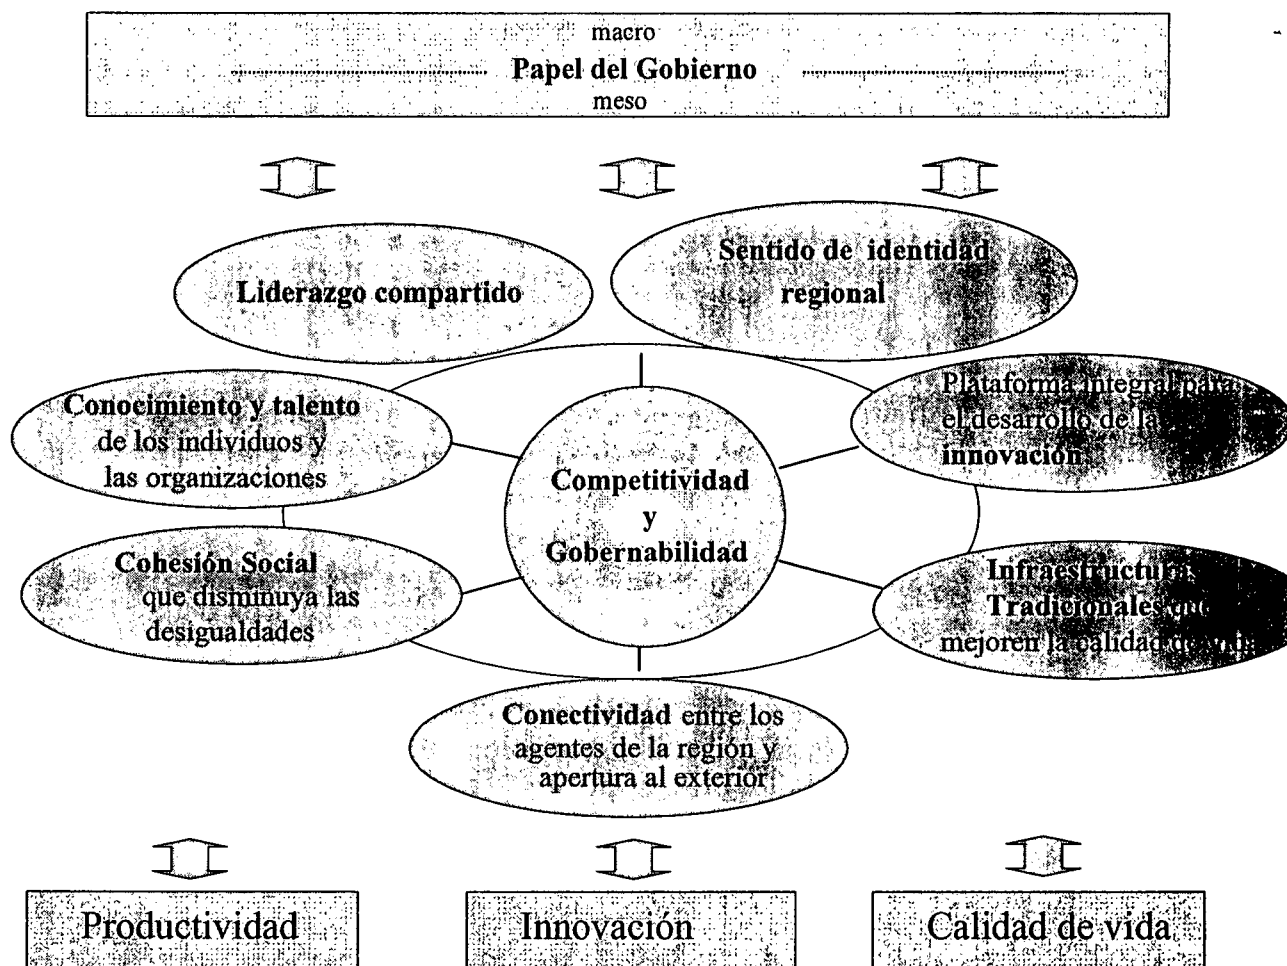 macro
Papel del Gobierno
meso
Liderazgo compartido
Sentido de identidad
regional
Conocimiento y talento
de los individuos y
las organizaciones
Plataforma integral para
el desarrollo de la
innovación
Competitividad
y
Gobernabilidad
Cohesión Social
que disminuya las
desigualdades
Infraestructuras
Tradicionales que
mejoren la calidad de vida
Conectividad entre los
agentes de la región y
apertura al exterior
Productividad
Innovación
Calidad de vida